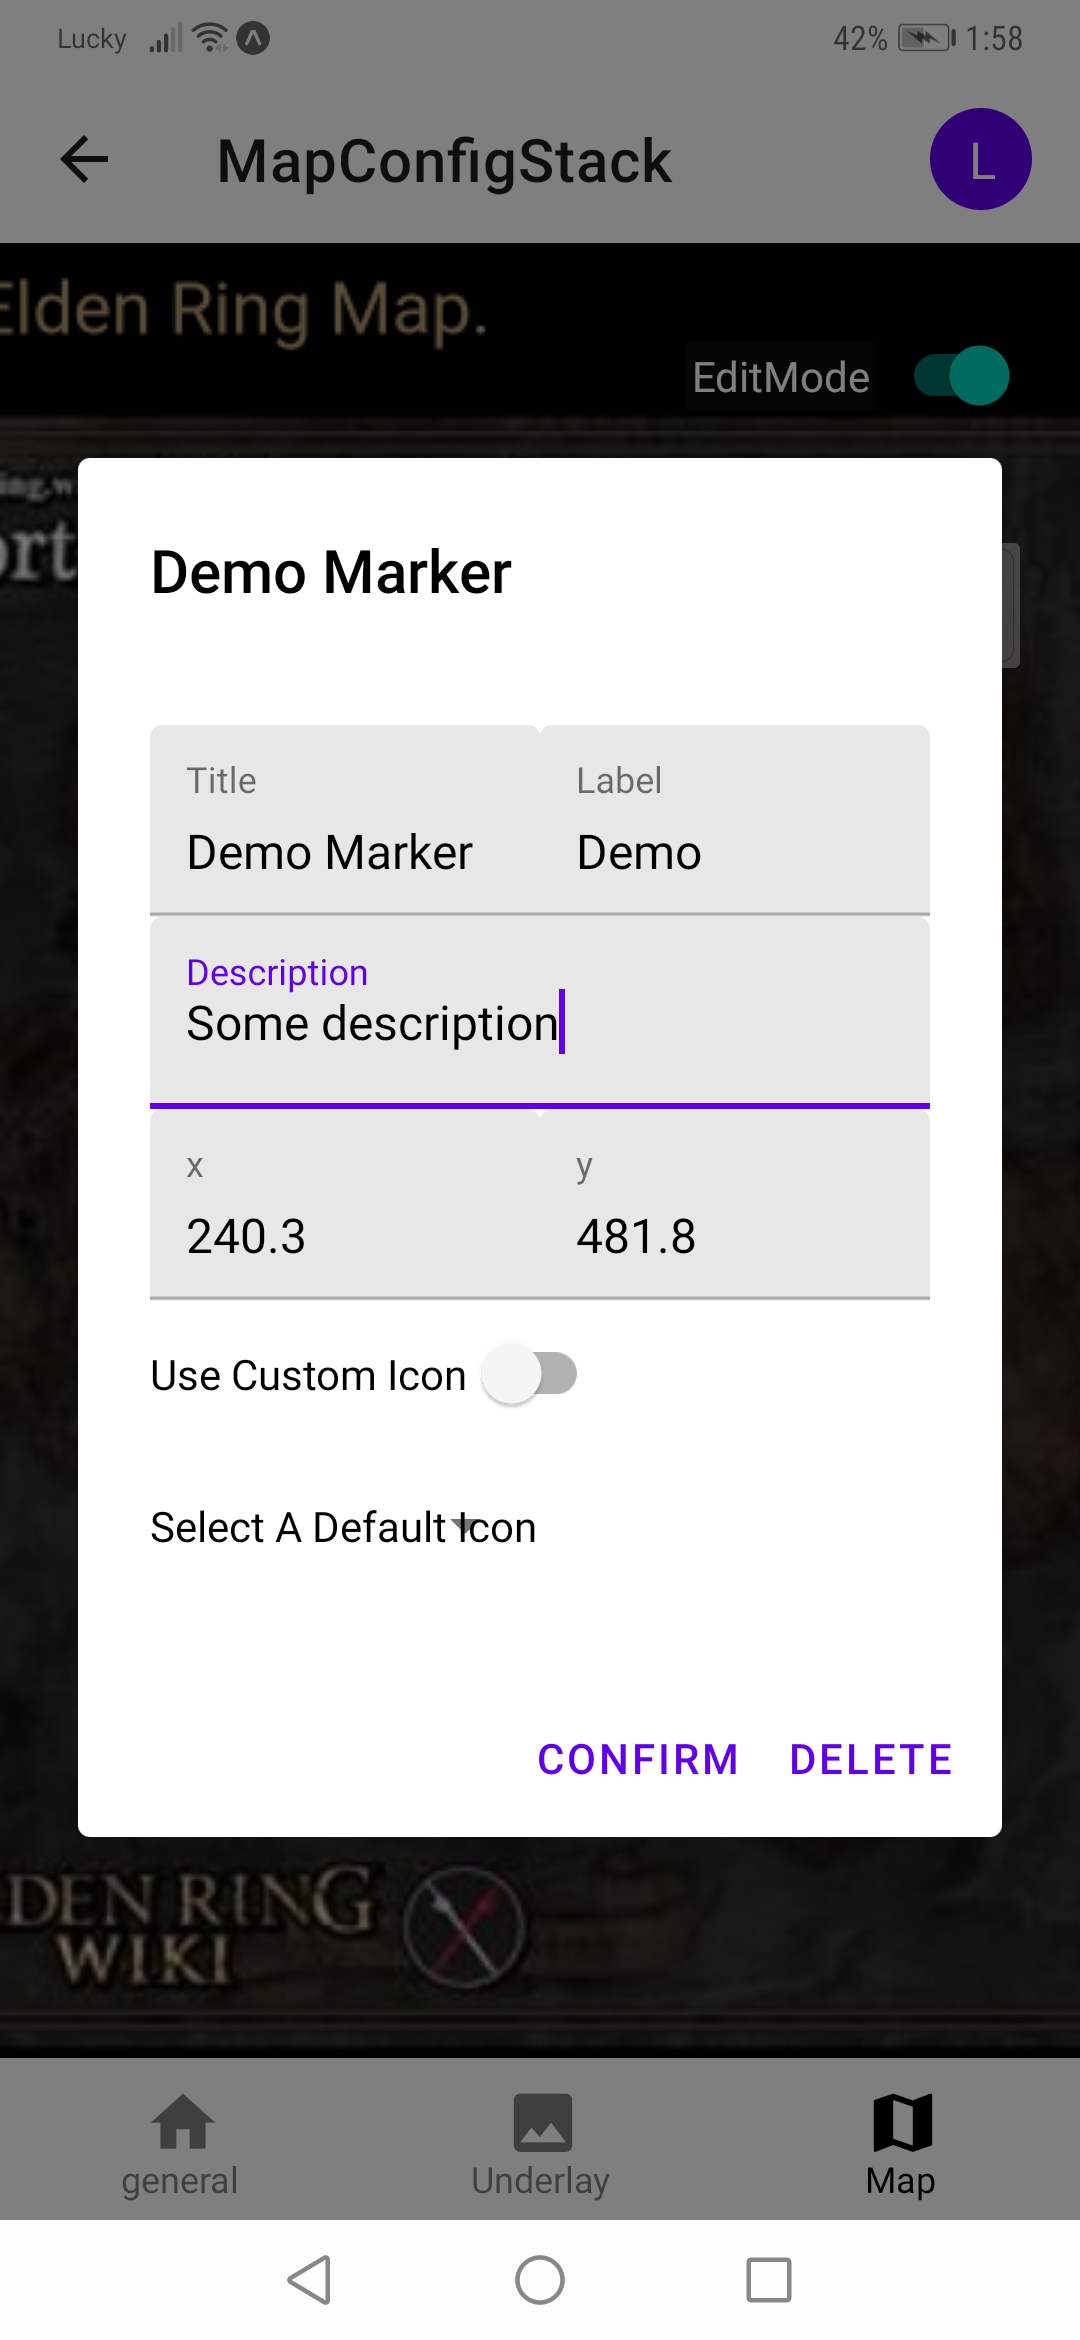 Lucky 42% 1:58
MapConfigStack L
Elden Ring Map.
EditMode
Demo Marker
Title Label
Demo Marker Demo
Description
Some description
x y
240.3 481.8
Use Custom Icon
Select A Default Icon
CONFIRM DELETE
DEN RING
WIKI
general Underlay Map